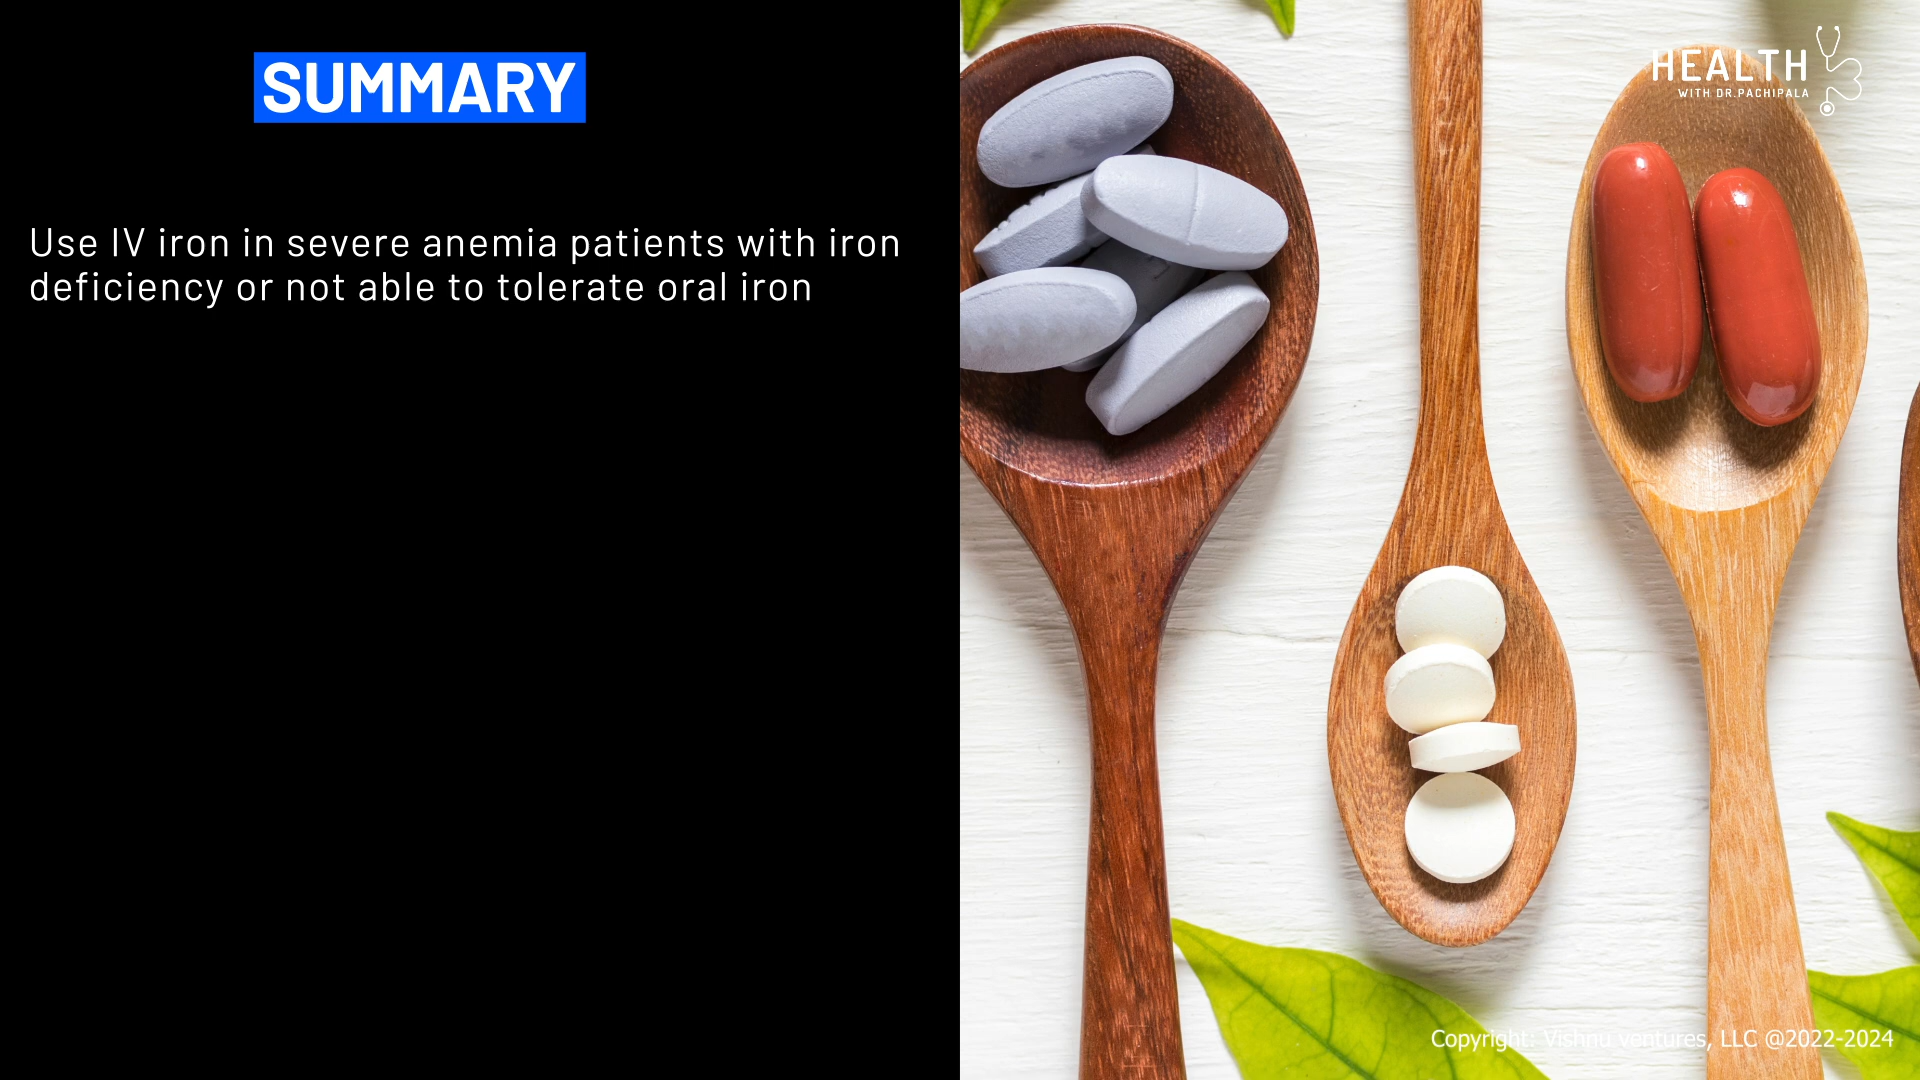 SUMMARY
Use IV iron in severe anemia patients with iron
deficiency or not able to tolerate oral iron
HEALTH
WITH DR.PACHIPALA
Copyright: Vishnu ventures, LLC @2022-2024